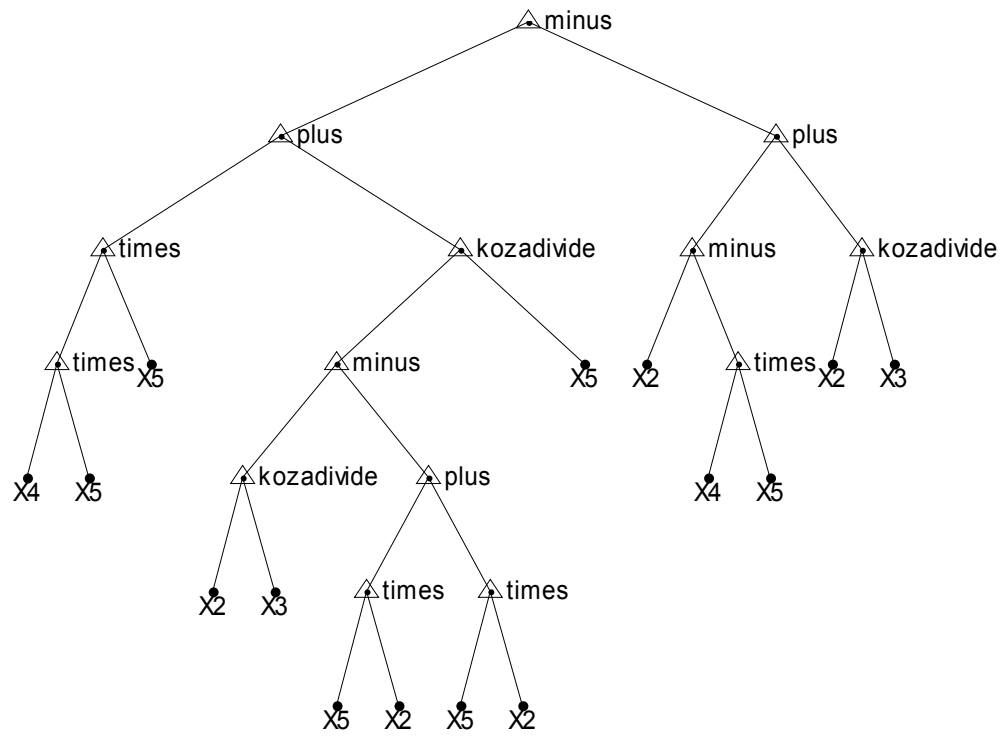 minus
plus plus
times kozadivide minus kozadivide
times X5 minus X5 X2 times X2 X3
X4 X5 kozadivide plus X4 X5
X2 X3 times times
X5 X2 X5 X2